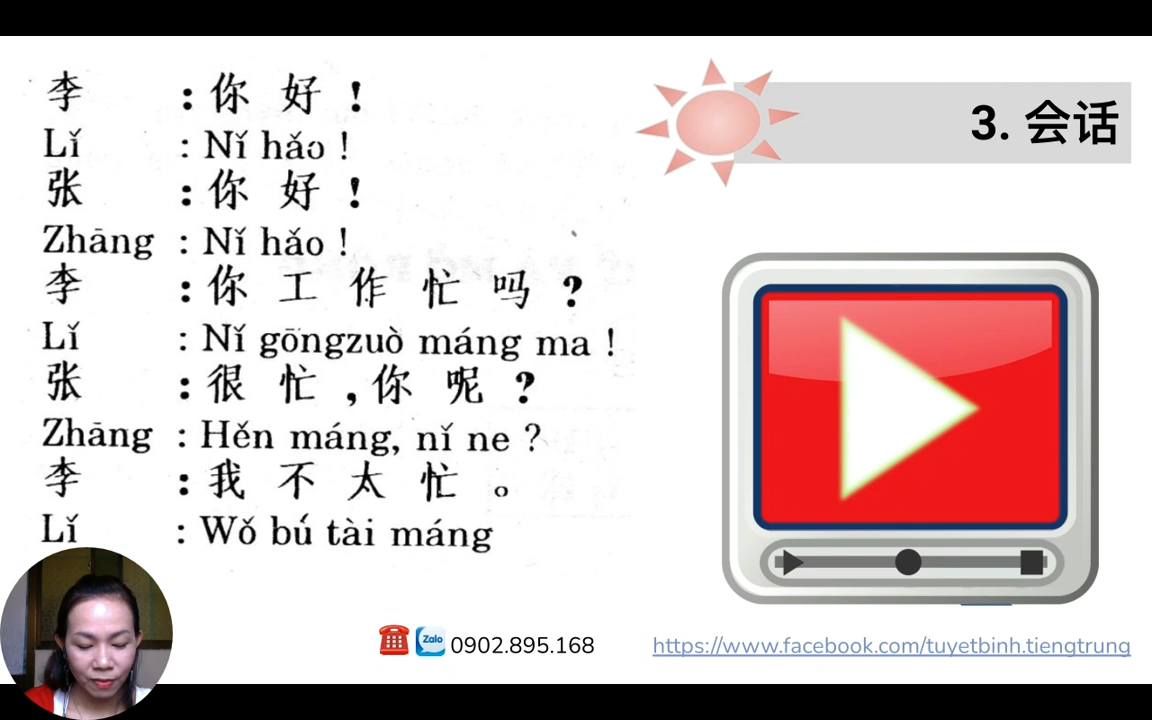 李 : 你 好 !
Lǐ : Nǐ hǎo !
张 : 你 好 !
Zhāng : Nǐ hǎo !
李 : 你 工 作 忙 吗 ?
Lǐ : Nǐ gōngzuò máng ma !
张 : 很 忙 , 你 呢 ?
Zhāng : Hěn máng, nǐ ne ?
李 : 我 不 太 忙 。
Lǐ : Wǒ bú tài máng
3. 会话
Zalo 0902.895.168
https://www.facebook.com/tuyetbinh.tiengtrung